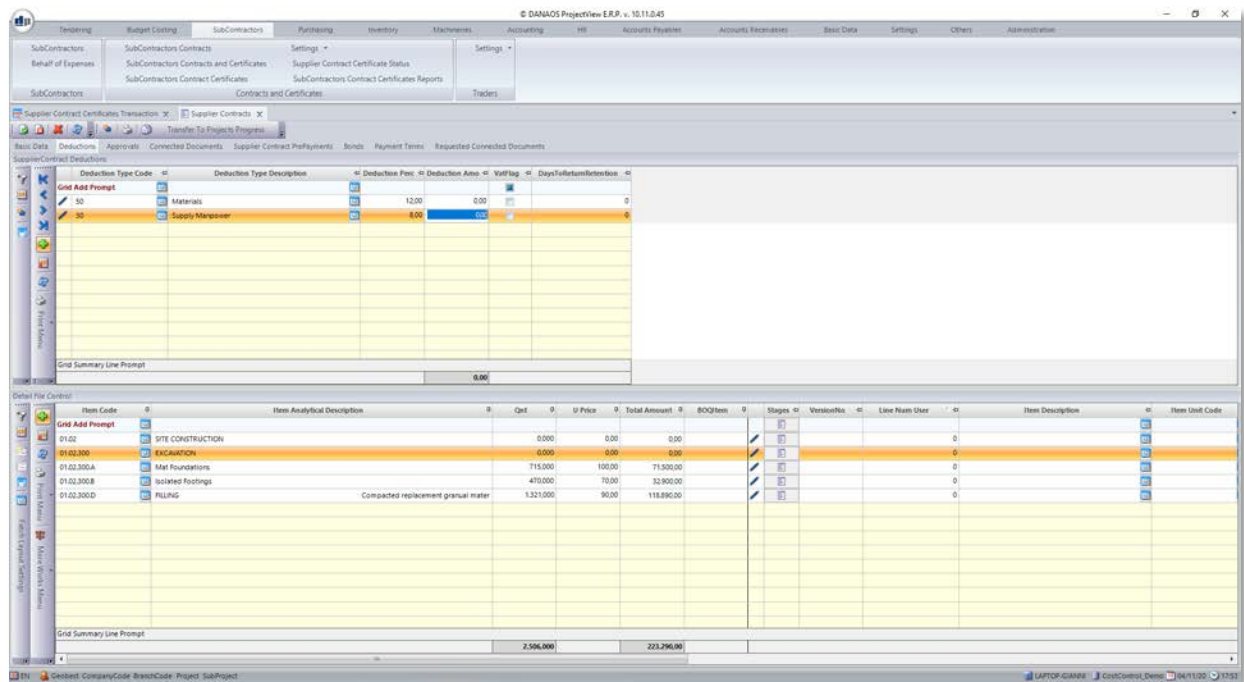 © DANAOS ProjectView E.R.P. v. 10.11.0.45
Tendering Budget Costing SubContractors Purchasing Inventory Machineries Accounting HR Accounts Payables Accounts Receivables Basic Data Settings Others Administration
SubContractors SubContractors Contracts Settings Settings
Behalf of Expenses SubContractors Contracts and Certificates Supplier Contract Certificate Status
SubContractors Contract Certificates SubContractors Contract Certificates Reports
SubContractors Contracts and Certificates Traders
Supplier Contract Certificates Transaction X Supplier Contracts X
Transfer To Projects Progress
Basic Data Deductions Approvals Connected Documents Supplier Contract PrePayments Bonds Payment Terms Requested Connected Documents
SupplierContract Deductions
Deduction Type Code Deduction Type Description Deduction Perc Deduction Amo VatFlag DaysToReturnRetention
Grid Add Prompt
50 Materials 12,00 0,00 0
30 Supply Manpower 8,00 0,00 0
Print Menu
Grid Summary Line Prompt
0,00
Detail File Control
Item Code Item Analytical Description Qnt U Price Total Amount BOQItem Stages VersionNo Line Num User Item Description Item Unit Code
Grid Add Prompt
01.02 SITE CONSTRUCTION 0,000 0,00 0,00 0
01.02.300 EXCAVATION 0,000 0,00 0,00 0
01.02.300.A Mat Foundations 715,000 100,00 71.500,00 0
01.02.300.B Isolated Footings 470,000 70,00 32.900,00 0
01.02.300.D FILLING Compacted replacement granual mater 1.321,000 90,00 118.890,00 0
Print Menu
More Works Menu
Fetch Layout Settings
Grid Summary Line Prompt
2.506,000 223.290,00
EN Geobest CompanyCode BranchCode Project SubProject LAPTOP-GIANNI CostControl_Demo 04/11/20 17:53